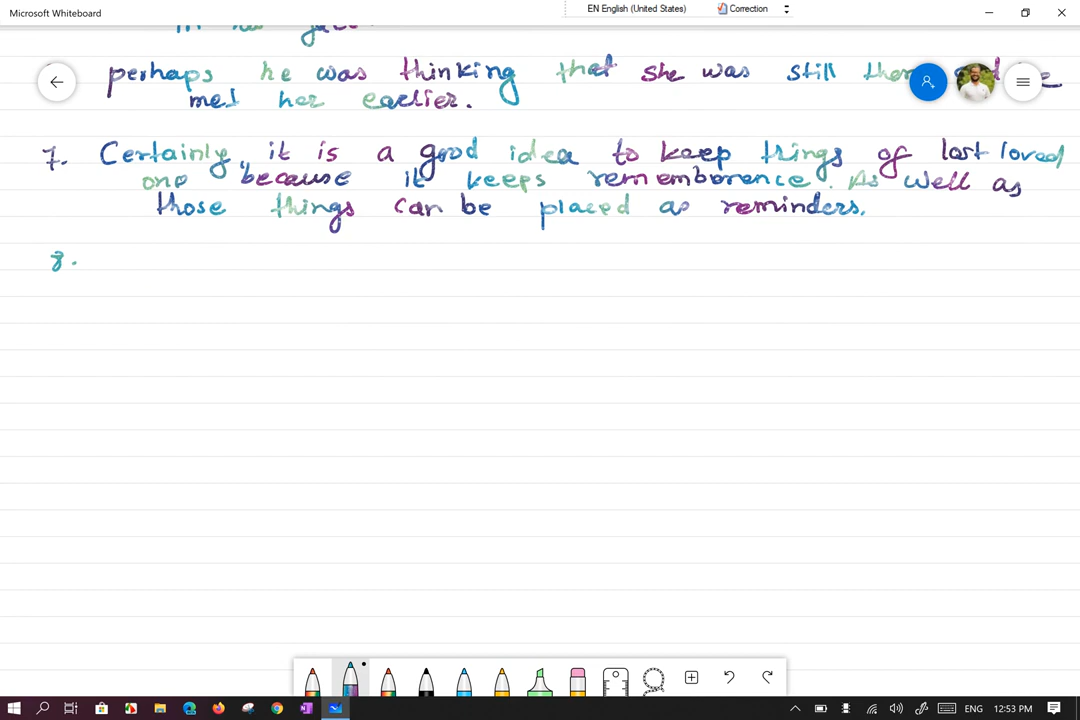 Microsoft Whiteboard
EN English (United States)
Correction
perhaps he was thinking that she was still
met her earlier.
7. Certainly, it is a good idea to keep things of lost loved
one because it keeps rememborence. As well as
those things can be placed as reminders.
8.
ENG
12:53 PM